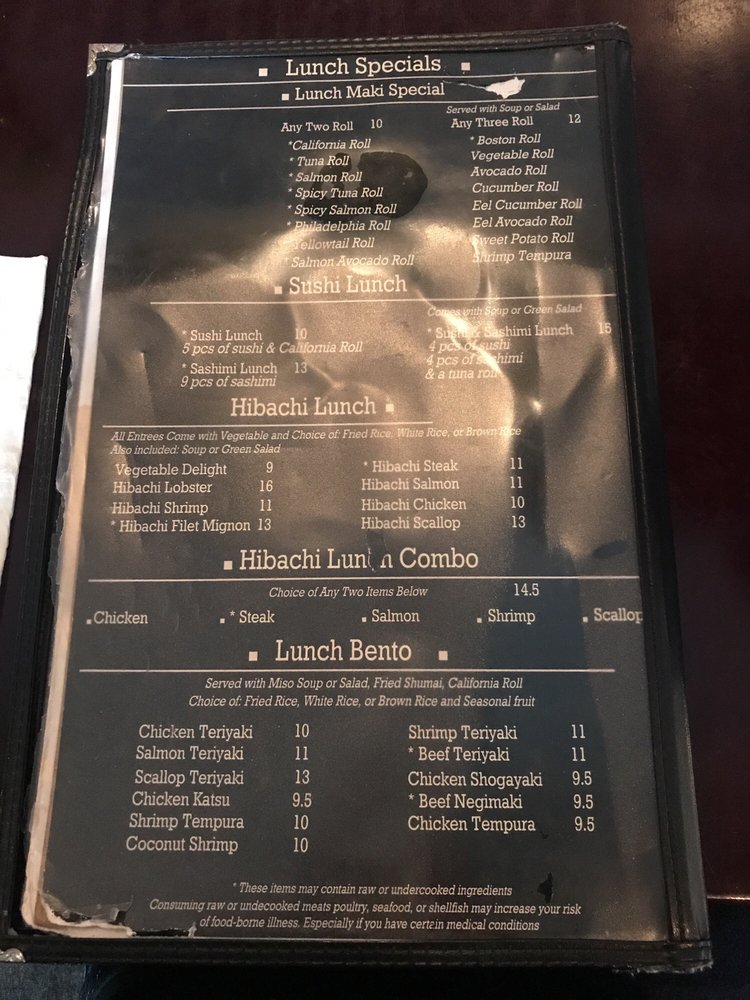 Lunch Specials
Lunch Maki Special
Served with Soup or Salad
Any Two Roll 10
*California Roll
* Tuna Roll
* Salmon Roll
* Spicy Tuna Roll
* Spicy Salmon Roll
* Philadelphia Roll
Yellowtail Roll
* Salmon Avocado Roll
Any Three Roll 12
* Boston Roll
Vegetable Roll
Avocado Roll
Cucumber Roll
Eel Cucumber Roll
Eel Avocado Roll
Sweet Potato Roll
Shrimp Tempura
Sushi Lunch
Comes with Soup or Green Salad
* Sushi Lunch 10
5 pcs of sushi & California Roll
* Sashimi Lunch 13
9 pcs of sashimi
* Sushi & Sashimi Lunch 15
4 pcs of sushi
4 pcs of sashimi
& a tuna roll
Hibachi Lunch
All Entrees Come with Vegetable and Choice of: Fried Rice, White Rice, or Brown Rice
Also included: Soup or Green Salad
Vegetable Delight 9
Hibachi Lobster 16
Hibachi Shrimp 11
* Hibachi Filet Mignon 13
* Hibachi Steak 11
Hibachi Salmon 11
Hibachi Chicken 10
Hibachi Scallop 13
Hibachi Lunch Combo
Choice of Any Two Items Below 14.5
Chicken * Steak Salmon Shrimp Scallop
Lunch Bento
Served with Miso Soup or Salad, Fried Shumai, California Roll
Choice of: Fried Rice, White Rice, or Brown Rice and Seasonal fruit
Chicken Teriyaki 10
Salmon Teriyaki 11
Scallop Teriyaki 13
Chicken Katsu 9.5
Shrimp Tempura 10
Coconut Shrimp 10
Shrimp Teriyaki 11
* Beef Teriyaki 11
Chicken Shogayaki 9.5
* Beef Negimaki 9.5
Chicken Tempura 9.5
* These items may contain raw or undercooked ingredients
Consuming raw or undecooked meats poultry, seafood, or shellfish may increase your risk
of food-borne illness. Especially if you have certain medical conditions